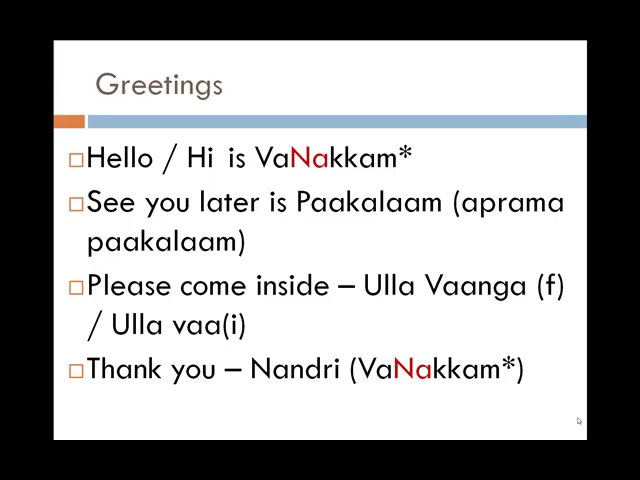 Greetings
Hello / Hi is VaNakkam*
See you later is Paakalaam (aprama
paakalaam)
Please come inside – Ulla Vaanga (f)
/ Ulla vaa(i)
Thank you – Nandri (VaNakkam*)